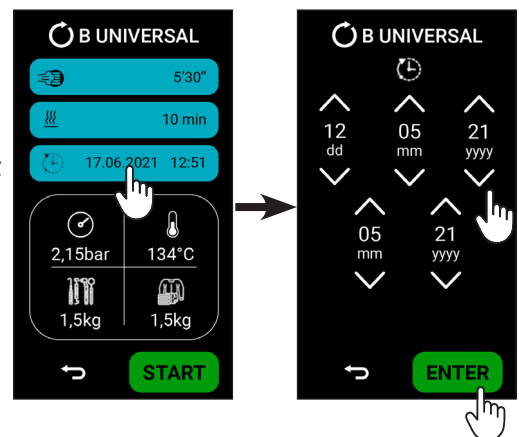 B UNIVERSAL
5’30”
10 min
17.06.2021 12:51
2,15bar 134°C
1,5kg 1,5kg
START
B UNIVERSAL
12 05 21
dd mm yyyy
05 21
mm yyyy
ENTER